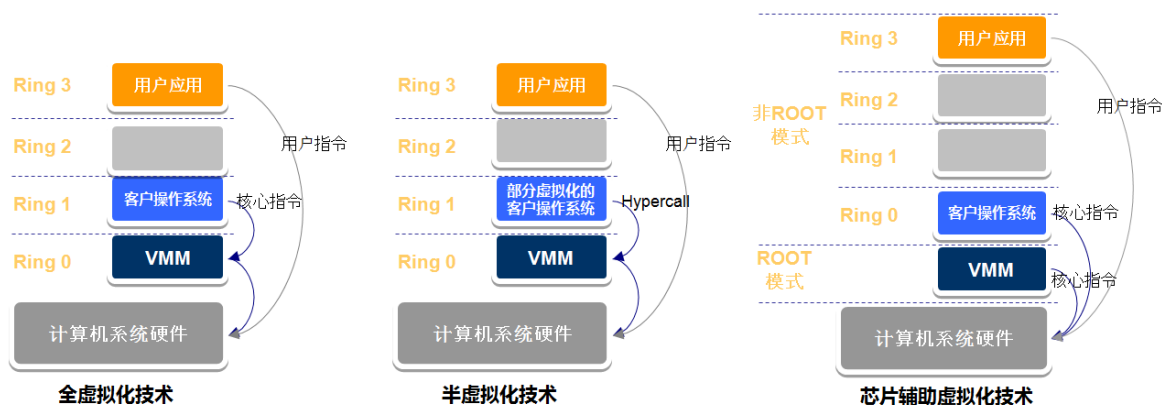 Ring 3
用户应用
Ring 2
用户指令
Ring 1
客户操作系统
核心指令
Ring 0
VMM
计算机系统硬件
全虚拟化技术
Ring 3
用户应用
Ring 2
用户指令
Ring 1
部分虚拟化的
客户操作系统
Hypercall
Ring 0
VMM
计算机系统硬件
半虚拟化技术
非ROOT
模式
Ring 3
用户应用
Ring 2
用户指令
Ring 1
Ring 0
客户操作系统
核心指令
ROOT
模式
VMM
核心指令
计算机系统硬件
芯片辅助虚拟化技术